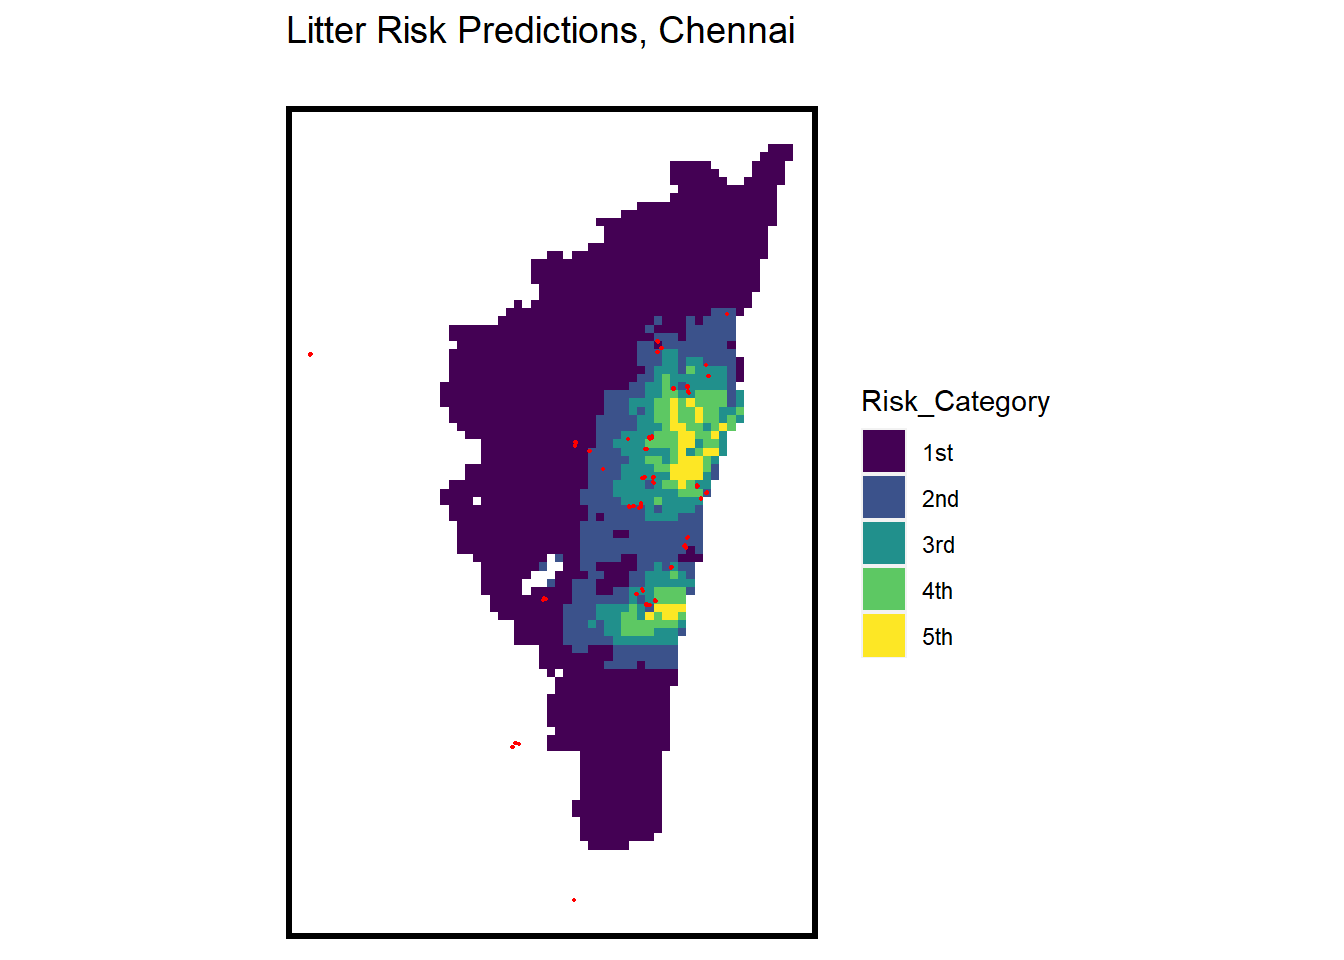 Litter Risk Predictions, Chennai
Risk_Category
1st
2nd
3rd
4th
5th